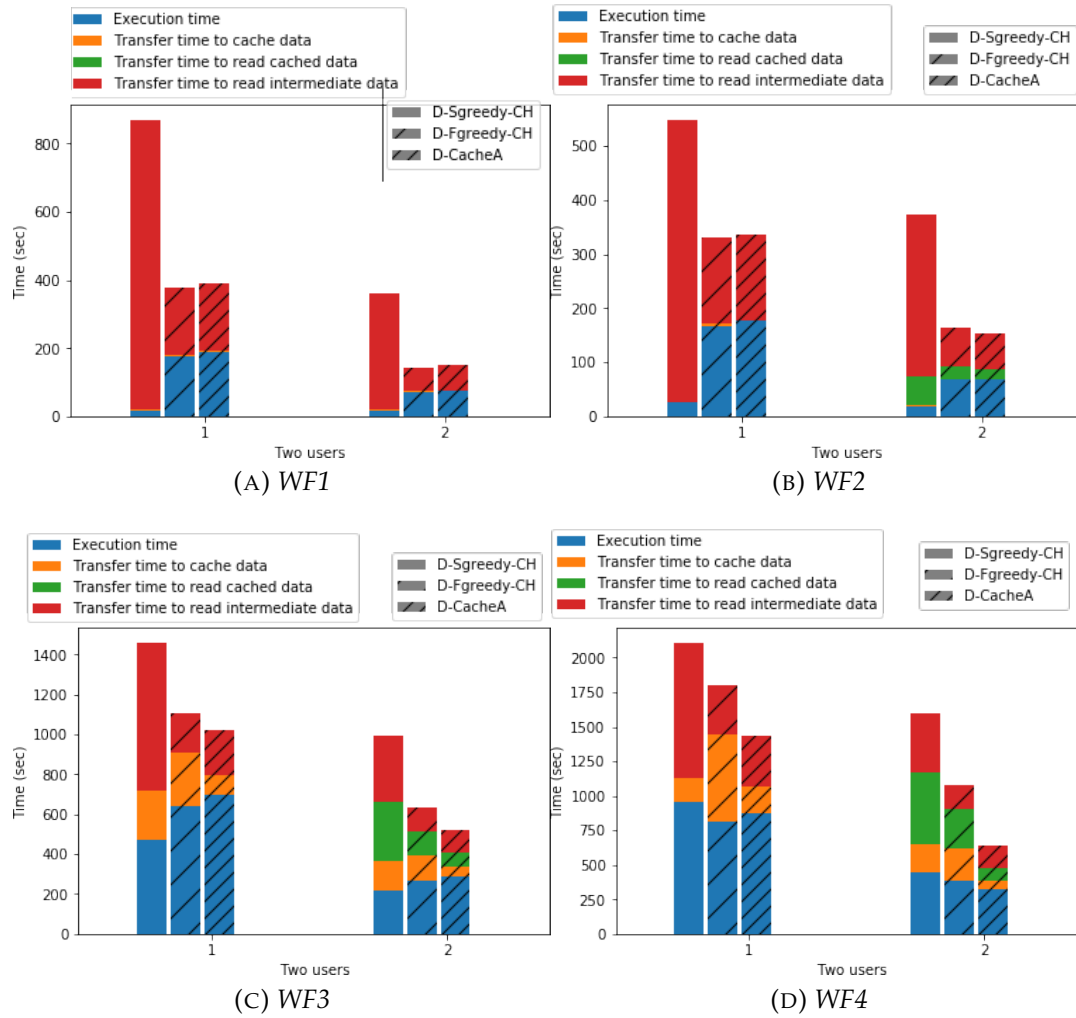 Execution time
Transfer time to cache data
Transfer time to read cached data
Transfer time to read intermediate data
D-Sgreedy-CH
D-Fgreedy-CH
D-CacheA
800
600
400
200
0
Time (sec)
1
2
Two users
(A) WF1
Execution time
Transfer time to cache data
Transfer time to read cached data
Transfer time to read intermediate data
D-Sgreedy-CH
D-Fgreedy-CH
D-CacheA
500
400
300
200
100
0
Time (sec)
1
2
Two users
(B) WF2
Execution time
Transfer time to cache data
Transfer time to read cached data
Transfer time to read intermediate data
D-Sgreedy-CH
D-Fgreedy-CH
D-CacheA
1400
1200
1000
800
600
400
200
0
Time (sec)
1
2
Two users
(C) WF3
Execution time
Transfer time to cache data
Transfer time to read cached data
Transfer time to read intermediate data
D-Sgreedy-CH
D-Fgreedy-CH
D-CacheA
2000
1750
1500
1250
1000
750
500
250
0
Time (sec)
1
2
Two users
(D) WF4